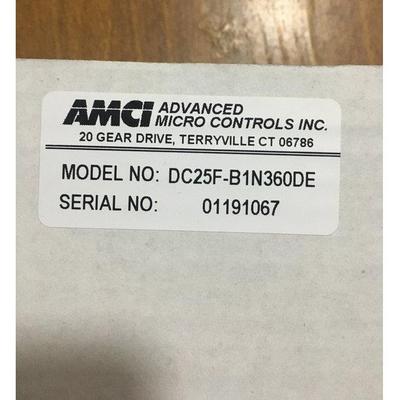 AMCI ADVANCED
MICRO CONTROLS INC.
20 GEAR DRIVE, TERRYVILLE CT 06786
MODEL NO: DC25F-B1N360DE
SERIAL NO: 01191067